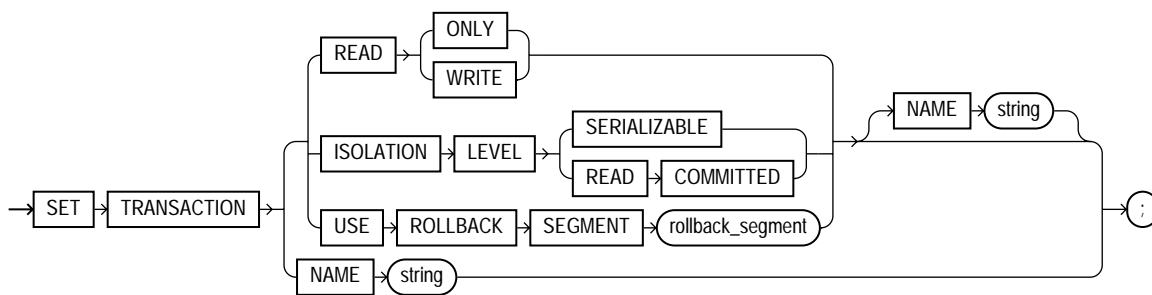 ONLY
READ
WRITE
NAME string
SERIALIZABLE
ISOLATION LEVEL
READ COMMITTED
SET TRANSACTION ;
USE ROLLBACK SEGMENT rollback_segment
NAME string